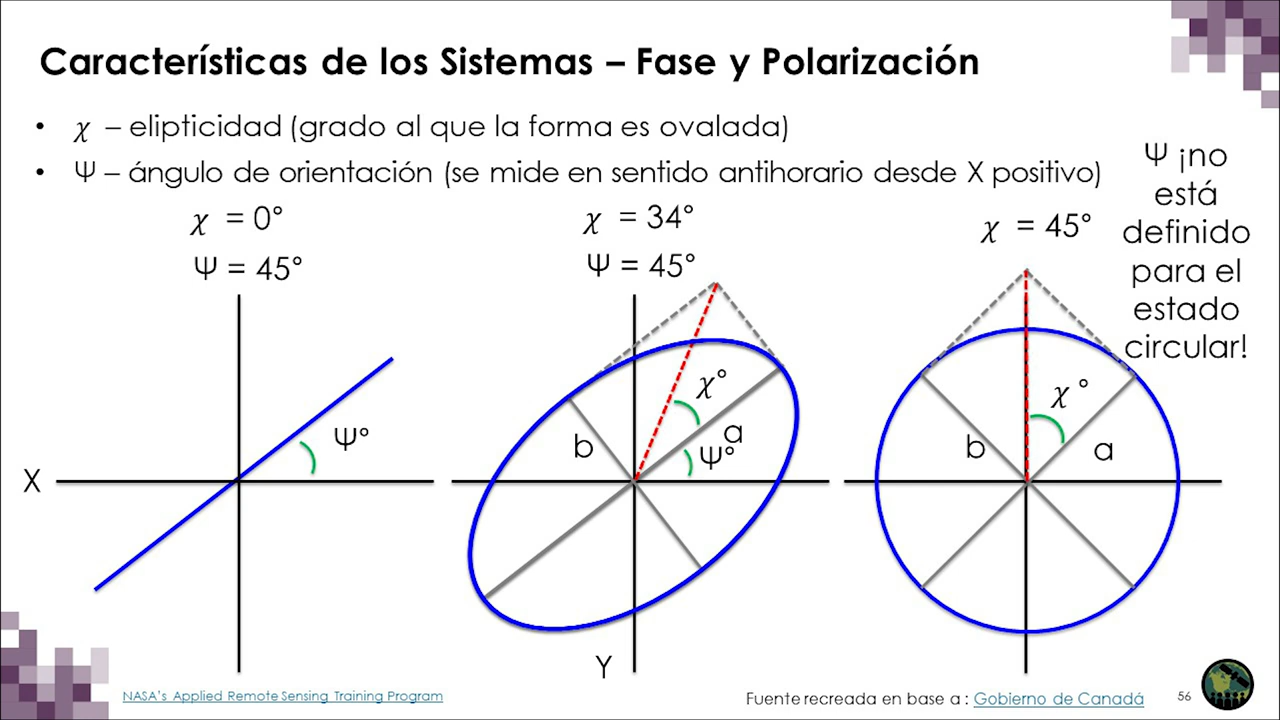 Características de los Sistemas – Fase y Polarización
• χ – elipticidad (grado al que la forma es ovalada)
• Ψ – ángulo de orientación (se mide en sentido antihorario desde X positivo)
Ψ ¡no
está
definido
para el
estado
circular!
χ = 0°
Ψ = 45°
χ = 34°
Ψ = 45°
χ = 45°
Ψ°
X
χ°
a
b
Ψ°
Y
χ °
b
a
NASA's Applied Remote Sensing Training Program
Fuente recreada en base a : Gobierno de Canadá
56